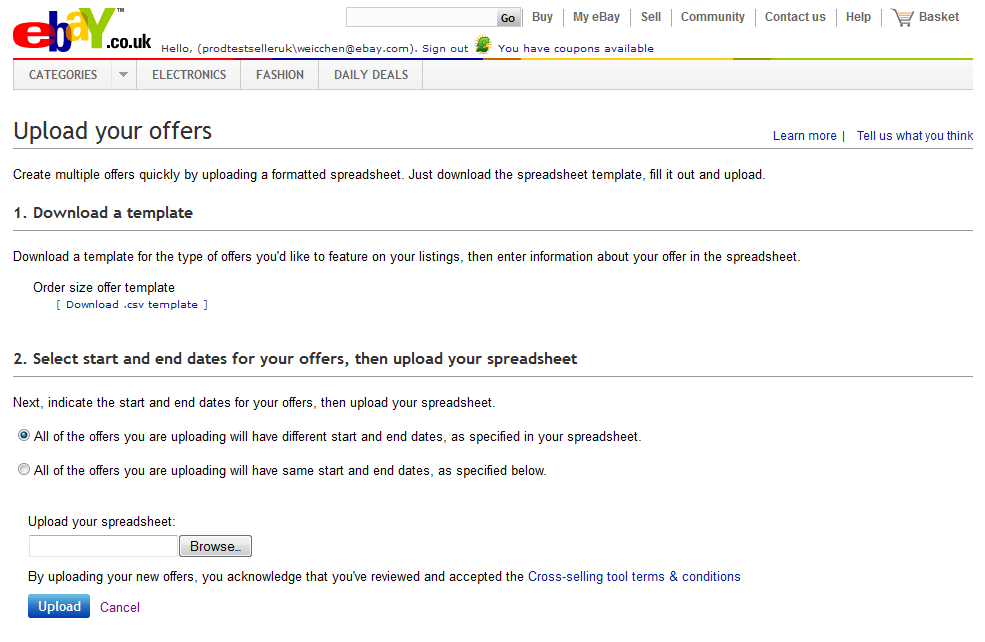 ebaY™.co.uk
Go
Buy
My eBay
Sell
Community
Contact us
Help
Basket
Hello, (prodtestselleruk\weicchen@ebay.com). Sign out
You have coupons available
CATEGORIES
ELECTRONICS
FASHION
DAILY DEALS
Upload your offers
Learn more | Tell us what you think
Create multiple offers quickly by uploading a formatted spreadsheet. Just download the spreadsheet template, fill it out and upload.
1. Download a template
Download a template for the type of offers you'd like to feature on your listings, then enter information about your offer in the spreadsheet.
Order size offer template
[ Download .csv template ]
2. Select start and end dates for your offers, then upload your spreadsheet
Next, indicate the start and end dates for your offers, then upload your spreadsheet.
All of the offers you are uploading will have different start and end dates, as specified in your spreadsheet.
All of the offers you are uploading will have same start and end dates, as specified below.
Upload your spreadsheet:
Browse...
By uploading your new offers, you acknowledge that you've reviewed and accepted the Cross-selling tool terms & conditions
Upload Cancel